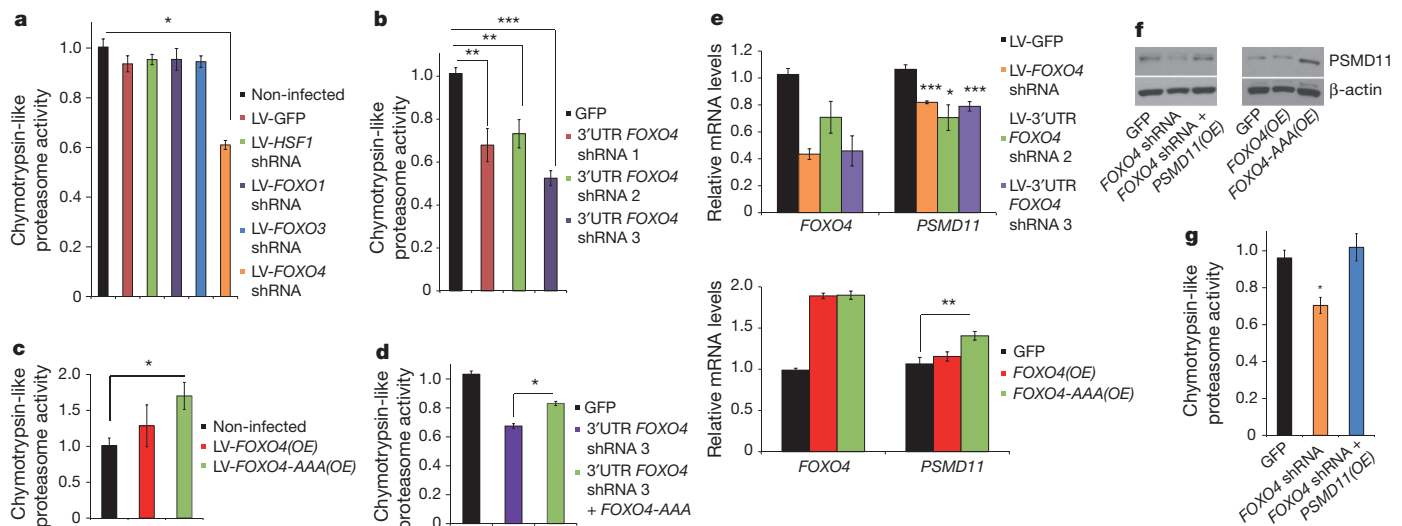 a
Chymotrypsin-like
proteasome activity
1.0
0.8
0.6
0.4
0.2
0
*
Non-infected
LV-GFP
LV-HSF1
shRNA
LV-FOXO1
shRNA
LV-FOXO3
shRNA
LV-FOXO4
shRNA
b
Chymotrypsin-like
proteasome activity
1.0
0.8
0.6
0.4
0.2
0
***
**
**
GFP
3′UTR FOXO4
shRNA 1
3′UTR FOXO4
shRNA 2
3′UTR FOXO4
shRNA 3
c
Chymotrypsin-like
proteasome activity
2.0
1.5
1.0
0.5
0
*
Non-infected
LV-FOXO4(OE)
LV-FOXO4-AAA(OE)
d
Chymotrypsin-like
proteasome activity
1.0
0.8
0.6
0.4
0.2
0
*
GFP
3′UTR FOXO4
shRNA 3
3′UTR FOXO4
shRNA 3
+ FOXO4-AAA
e
Relative mRNA levels
1.2
1.0
0.8
0.6
0.4
0.2
0
*** * ***
FOXO4 PSMD11
LV-GFP
LV-FOXO4
shRNA
LV-3′UTR
FOXO4
shRNA 2
LV-3′UTR
FOXO4
shRNA 3
Relative mRNA levels
2.0
1.5
1.0
0.5
0
**
FOXO4 PSMD11
GFP
FOXO4(OE)
FOXO4-AAA(OE)
f
PSMD11
β-actin
GFP
FOXO4 shRNA
FOXO4 shRNA +
PSMD11(OE)
GFP
FOXO4(OE)
FOXO4-AAA(OE)
g
Chymotrypsin-like
proteasome activity
1.0
0.8
0.6
0.4
0.2
0
*
GFP
FOXO4 shRNA
FOXO4 shRNA +
PSMD11(OE)